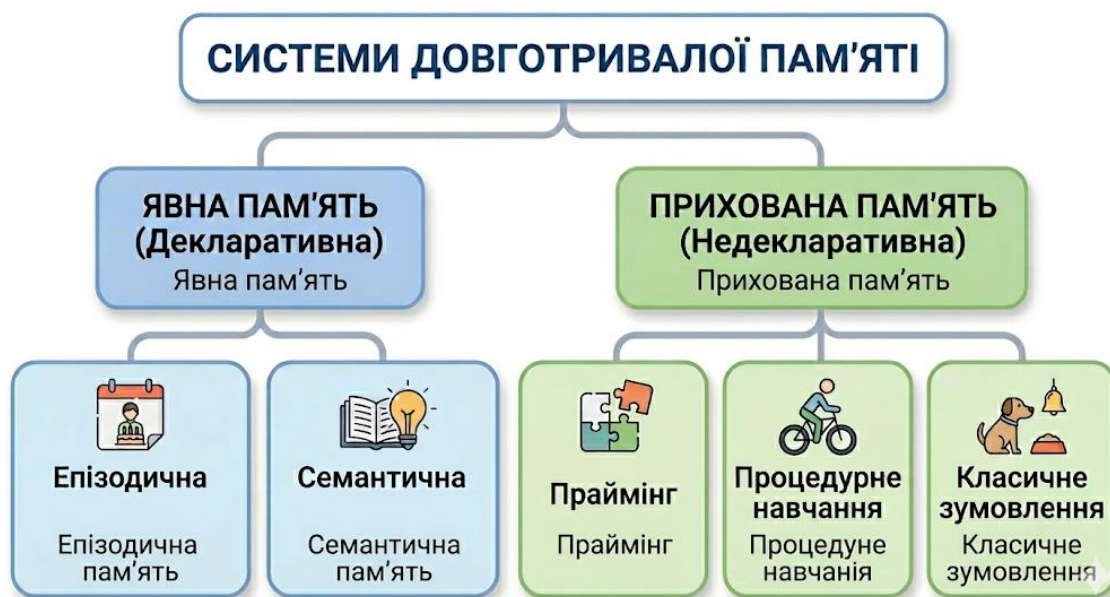 СИСТЕМИ ДОВГОТРИВАЛОЇ ПАМ'ЯТІ
ЯВНА ПАМ'ЯТЬ
(Декларативна)
Явна пам'ять
ПРИХОВАНА ПАМ'ЯТЬ
(Недекларативна)
Прихована пам'ять
Епізодична
Епізодична
пам'ять
Семантична
Семантична
пам'ять
Праймінг
Праймінг
Процедурне
навчання
Процедуне
навчанія
Класичне
зумовлення
Класичне
зумовлення